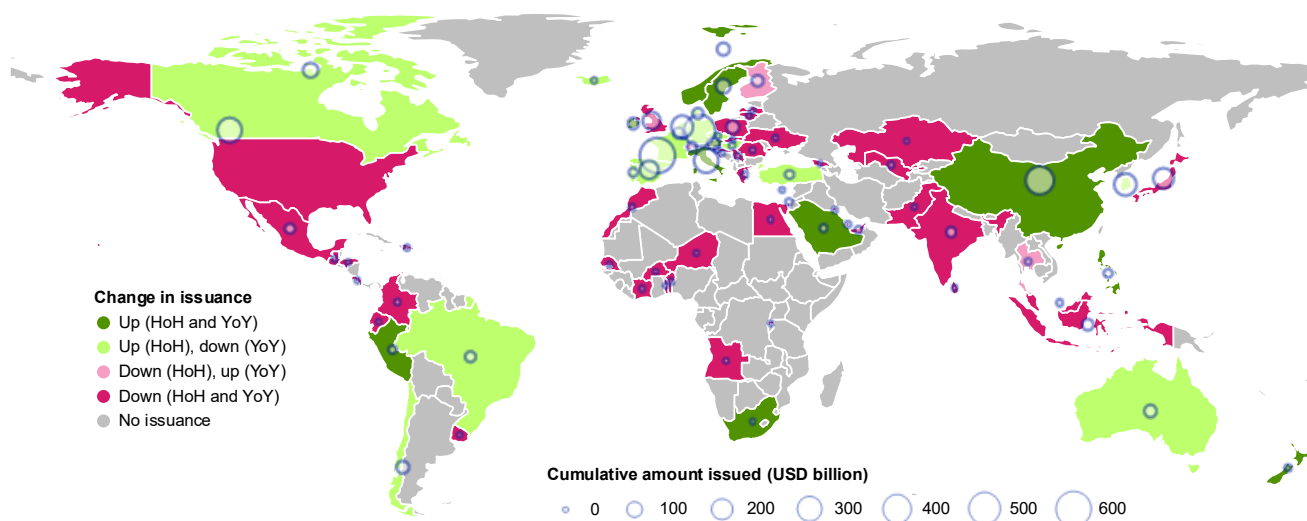 Change in issuance
Up (HoH and YoY)
Up (HoH), down (YoY)
Down (HoH), up (YoY)
Down (HoH and YoY)
No issuance
Cumulative amount issued (USD billion)
0 100 200 300 400 500 600